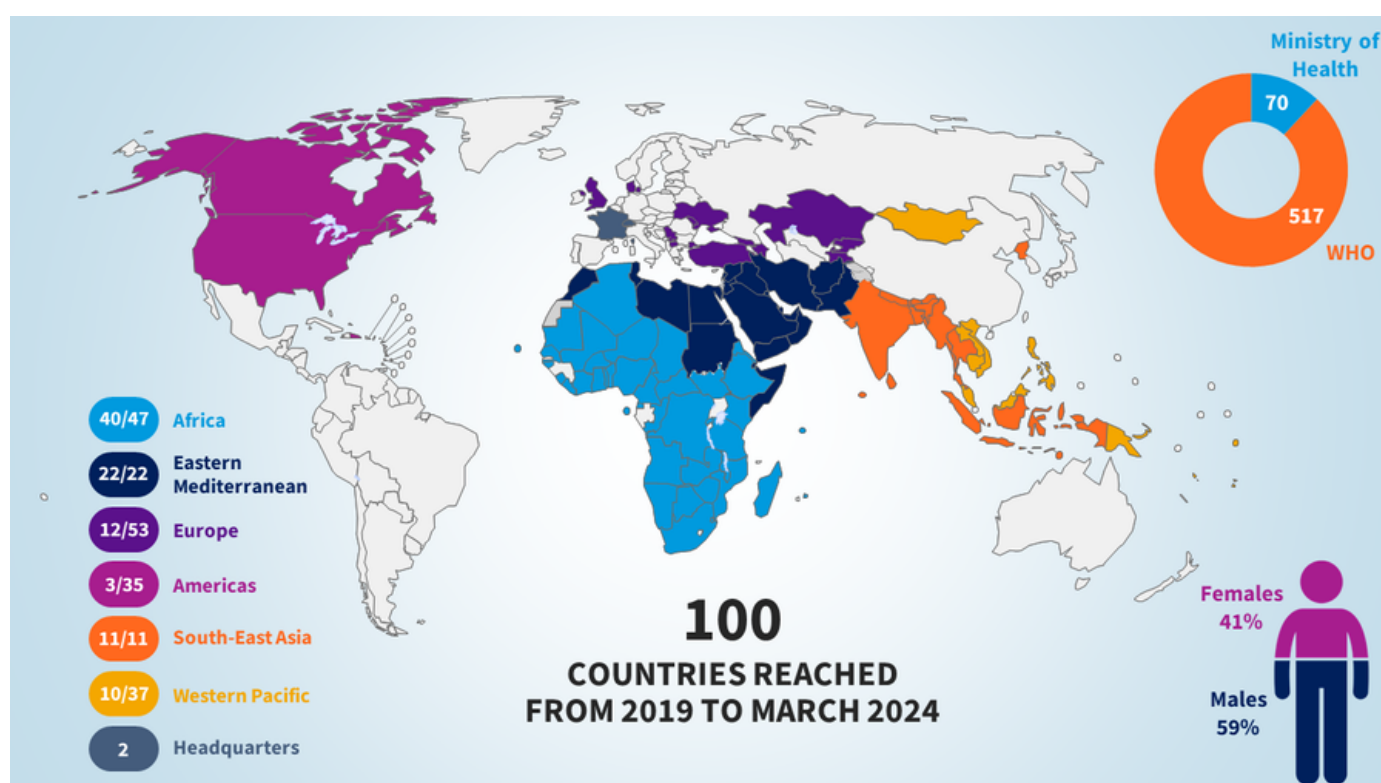 Ministry of
Health
70
517
WHO
40/47 Africa
22/22 Eastern
Mediterranean
12/53 Europe
3/35 Americas
11/11 South-East Asia
10/37 Western Pacific
2 Headquarters
100
COUNTRIES REACHED
FROM 2019 TO MARCH 2024
Females
41%
Males
59%